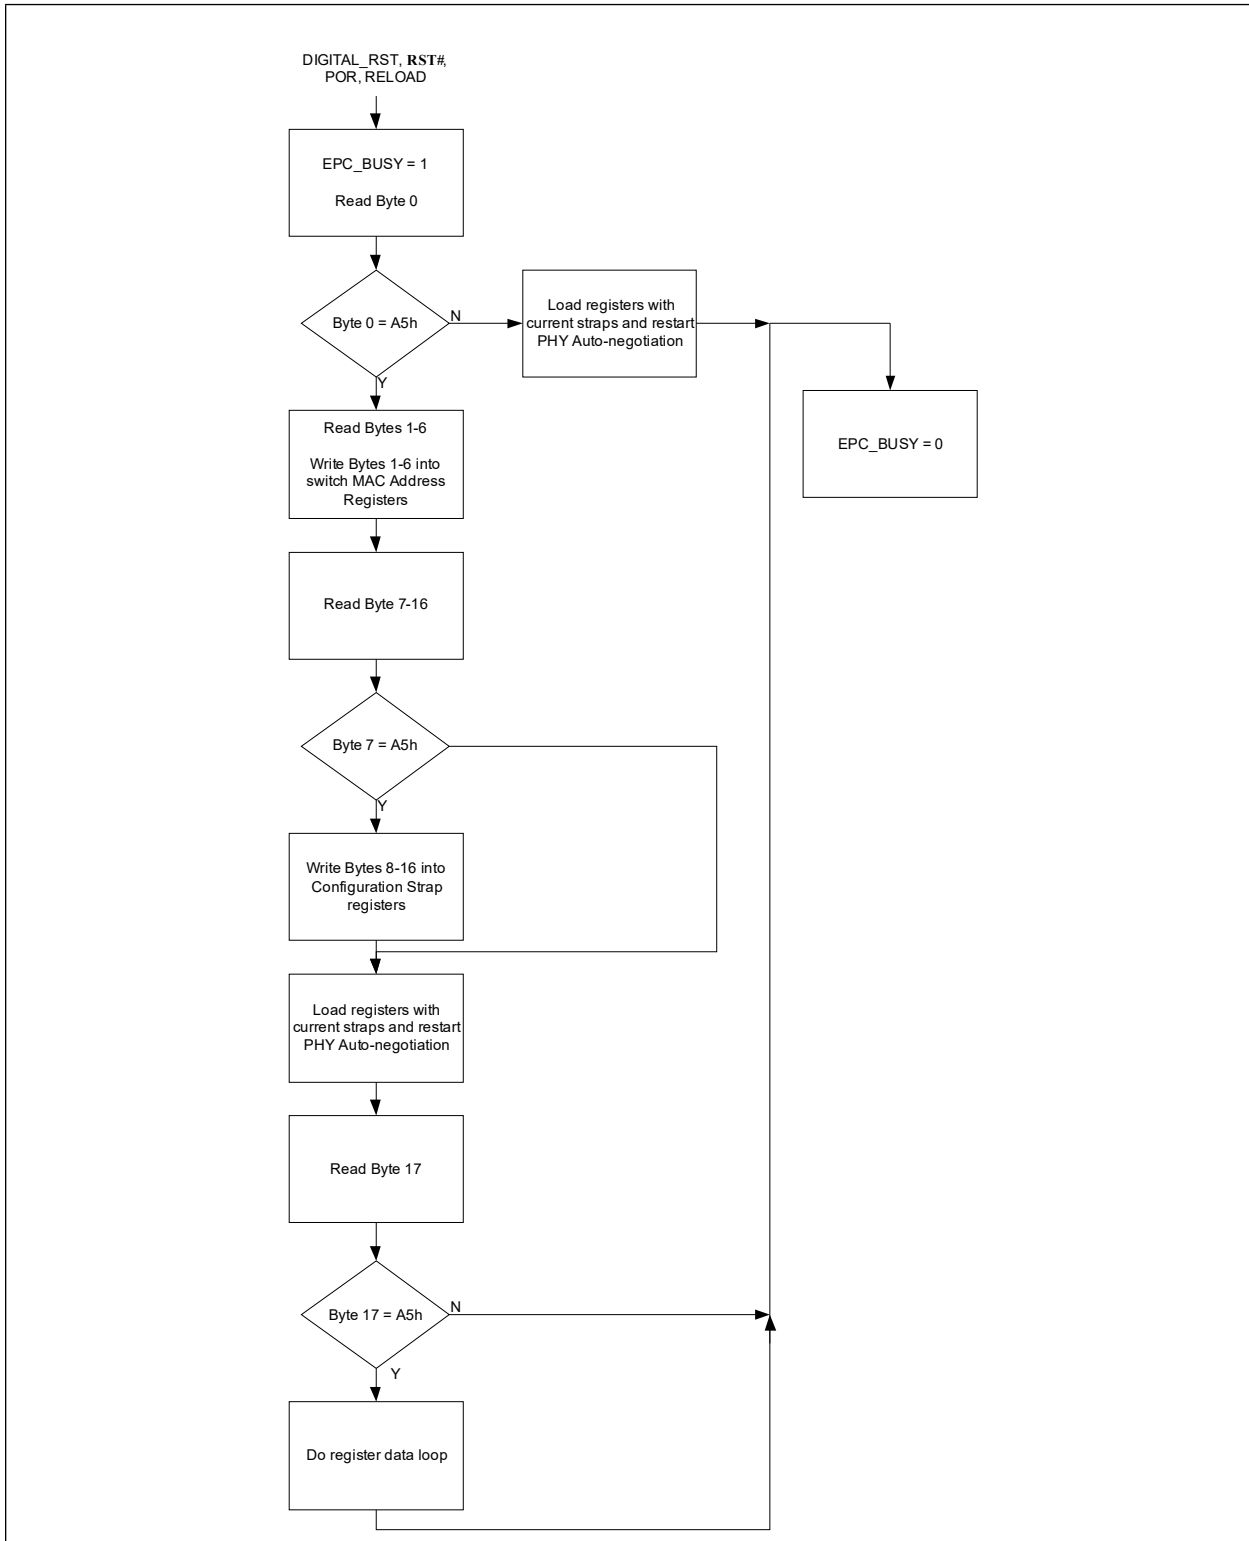 DIGITAL_RST, RST#,
POR, RELOAD
EPC_BUSY = 1
Read Byte 0
Byte 0 = A5h
N
Load registers with
current straps and restart
PHY Auto-negotiation
Y
Read Bytes 1-6
Write Bytes 1-6 into
switch MAC Address
Registers
EPC_BUSY = 0
Read Byte 7-16
Byte 7 = A5h
Y
Write Bytes 8-16 into
Configuration Strap
registers
Load registers with
current straps and restart
PHY Auto-negotiation
Read Byte 17
Byte 17 = A5h
N
Y
Do register data loop